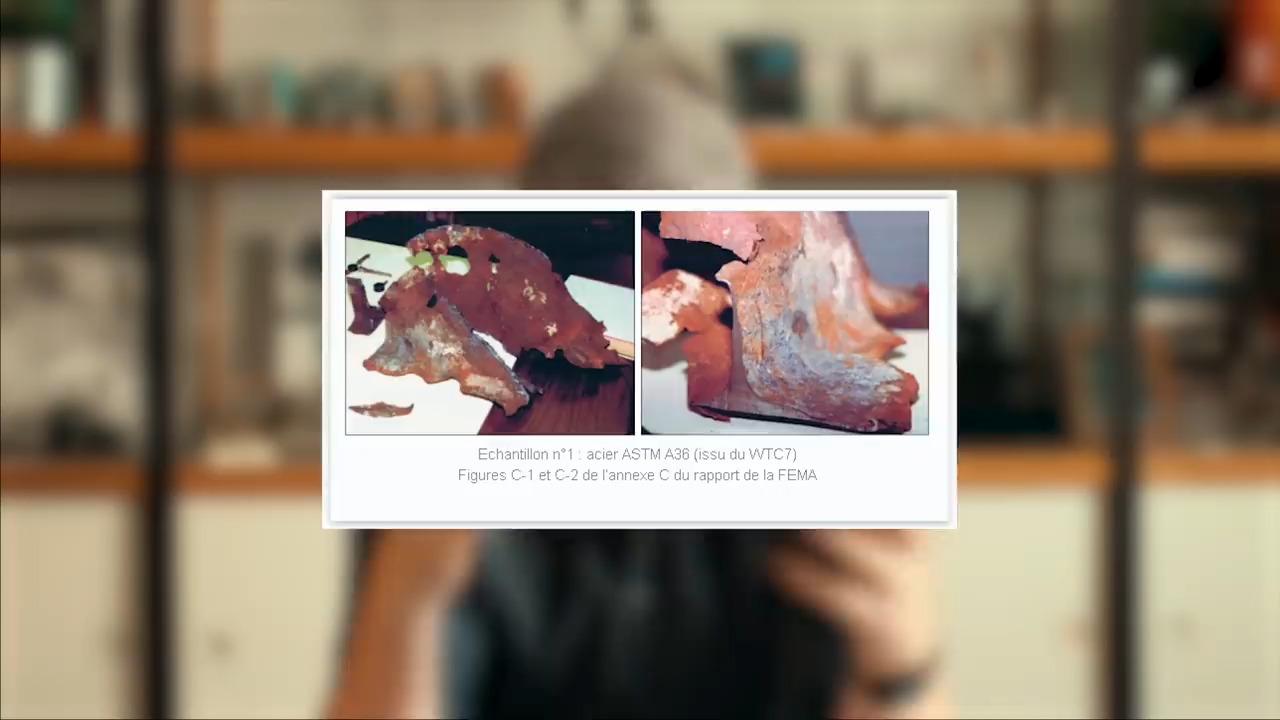 Echantillon n°1 : acier ASTM A36 (issu du WTC7)
Figures C-1 et C-2 de l'annexe C du rapport de la FEMA